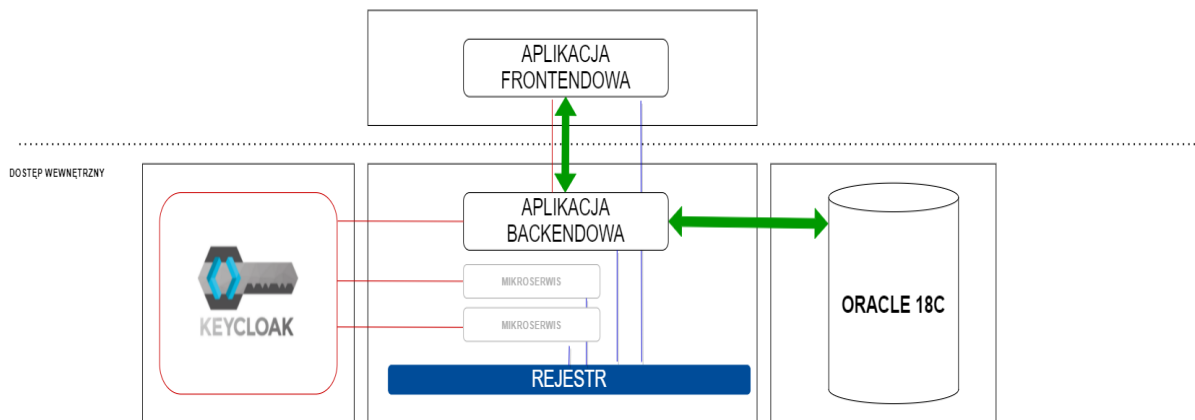 APLIKACJA
FRONTENDOWA
DOSTĘP WEWNĘTRZNY
APLIKACJA
BACKENDOWA
MIKROSERWIS
KEYCLOAK
MIKROSERWIS
ORACLE 18C
REJESTR